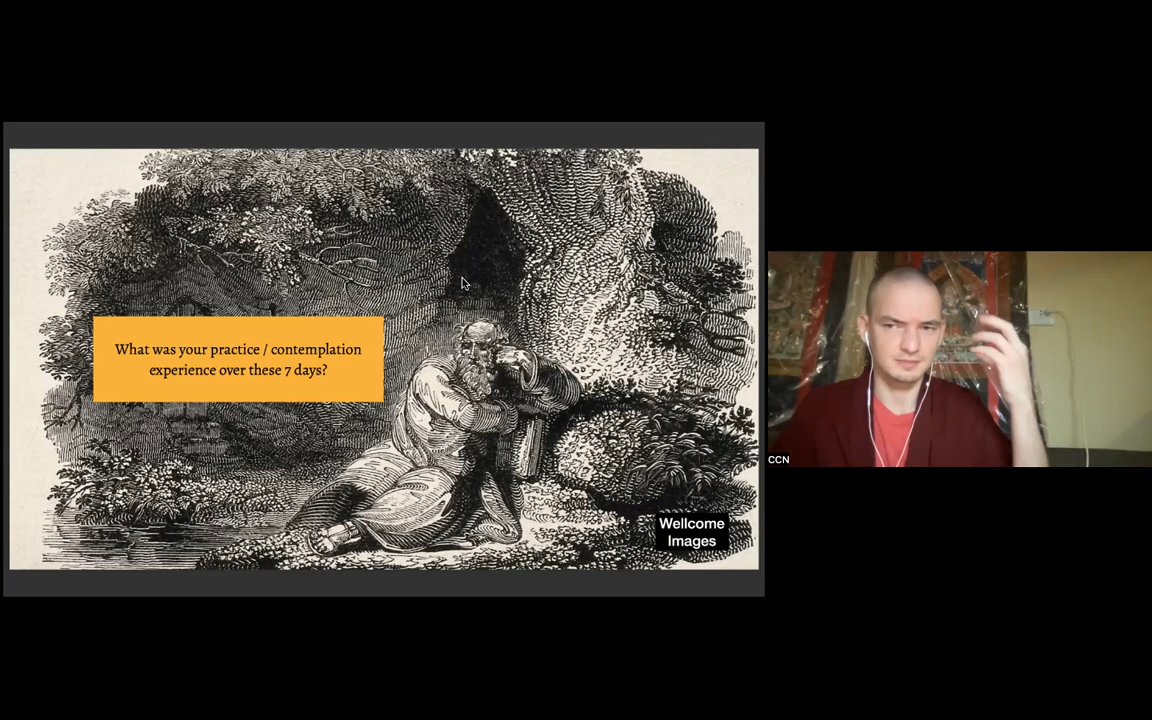 What was your practice / contemplation
experience over these 7 days?
Wellcome
Images
CCN